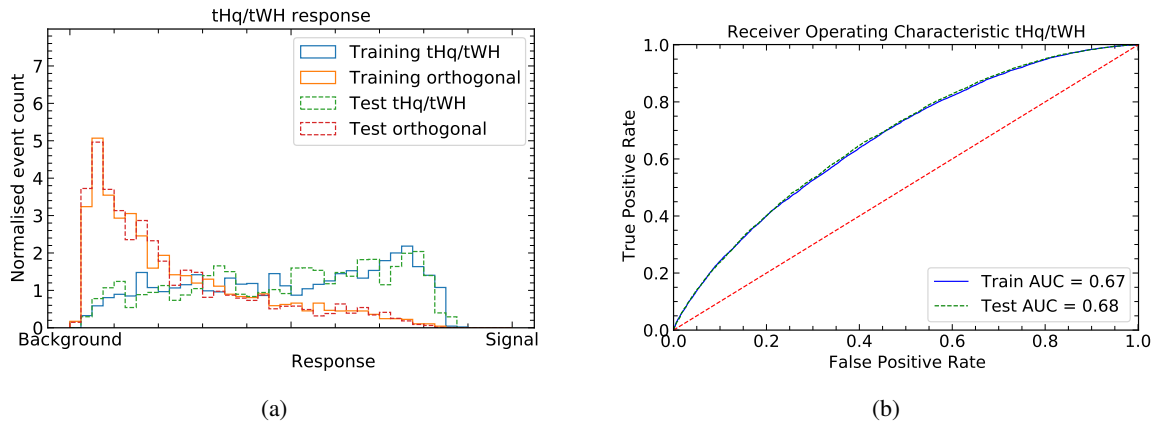 tHq/tWH response
Normalised event count
7
6
5
4
3
2
1
0
Training tHq/tWH
Training orthogonal
Test tHq/tWH
Test orthogonal
Background
Signal
Response
(a)
Receiver Operating Characteristic tHq/tWH
True Positive Rate
1.0
0.8
0.6
0.4
0.2
0.0
Train AUC = 0.67
Test AUC = 0.68
0.0 0.2 0.4 0.6 0.8 1.0
False Positive Rate
(b)